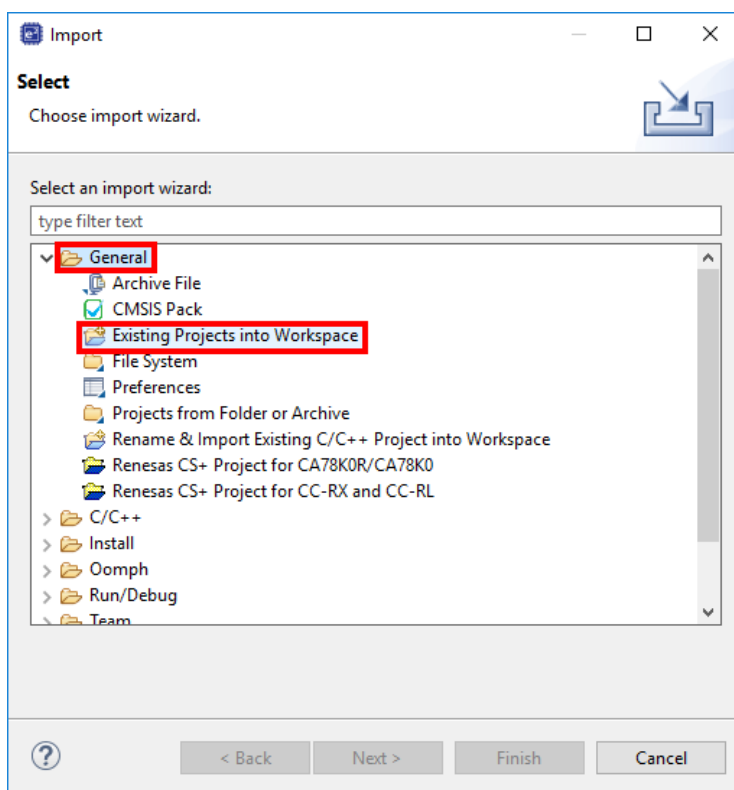 Import
Select
Choose import wizard.
Select an import wizard:
type filter text
General
Archive File
CMSIS Pack
Existing Projects into Workspace
File System
Preferences
Projects from Folder or Archive
Rename & Import Existing C/C++ Project into Workspace
Renesas CS+ Project for CA78K0R/CA78K0
Renesas CS+ Project for CC-RX and CC-RL
C/C++
Install
Oomph
Run/Debug
Team
< Back Next > Finish Cancel